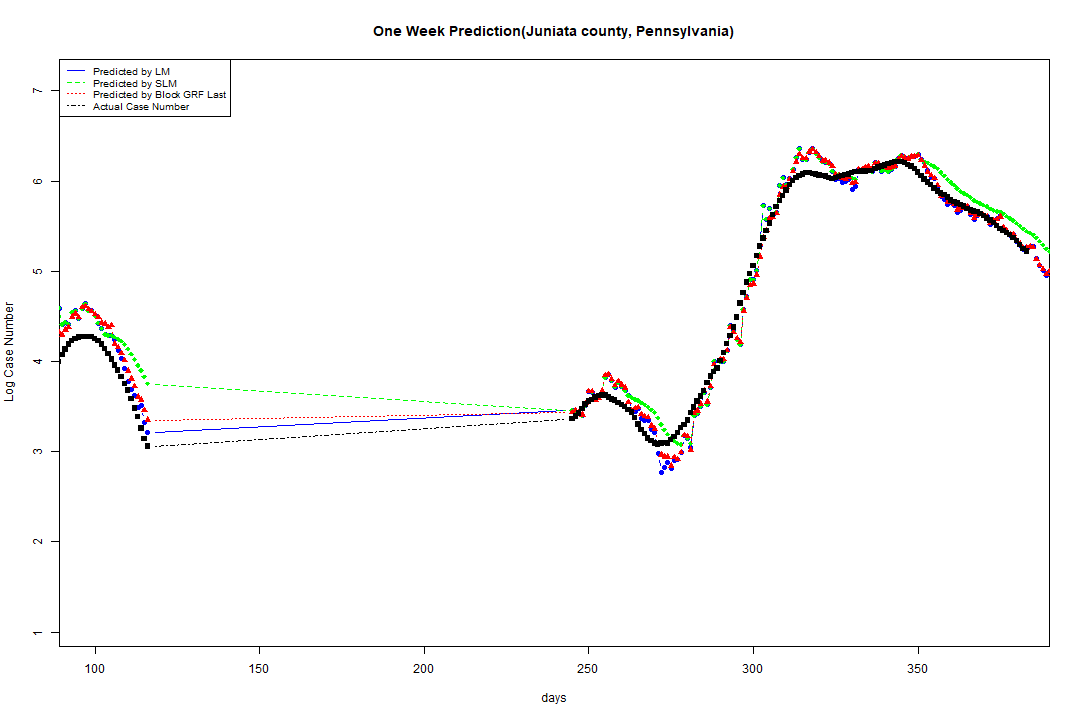 One Week Prediction(Juniata county, Pennsylvania)
Predicted by LM
Predicted by SLM
Predicted by Block GRF Last
Actual Case Number
7
6
5
4
3
2
1
Log Case Number
100 150 200 250 300 350
days